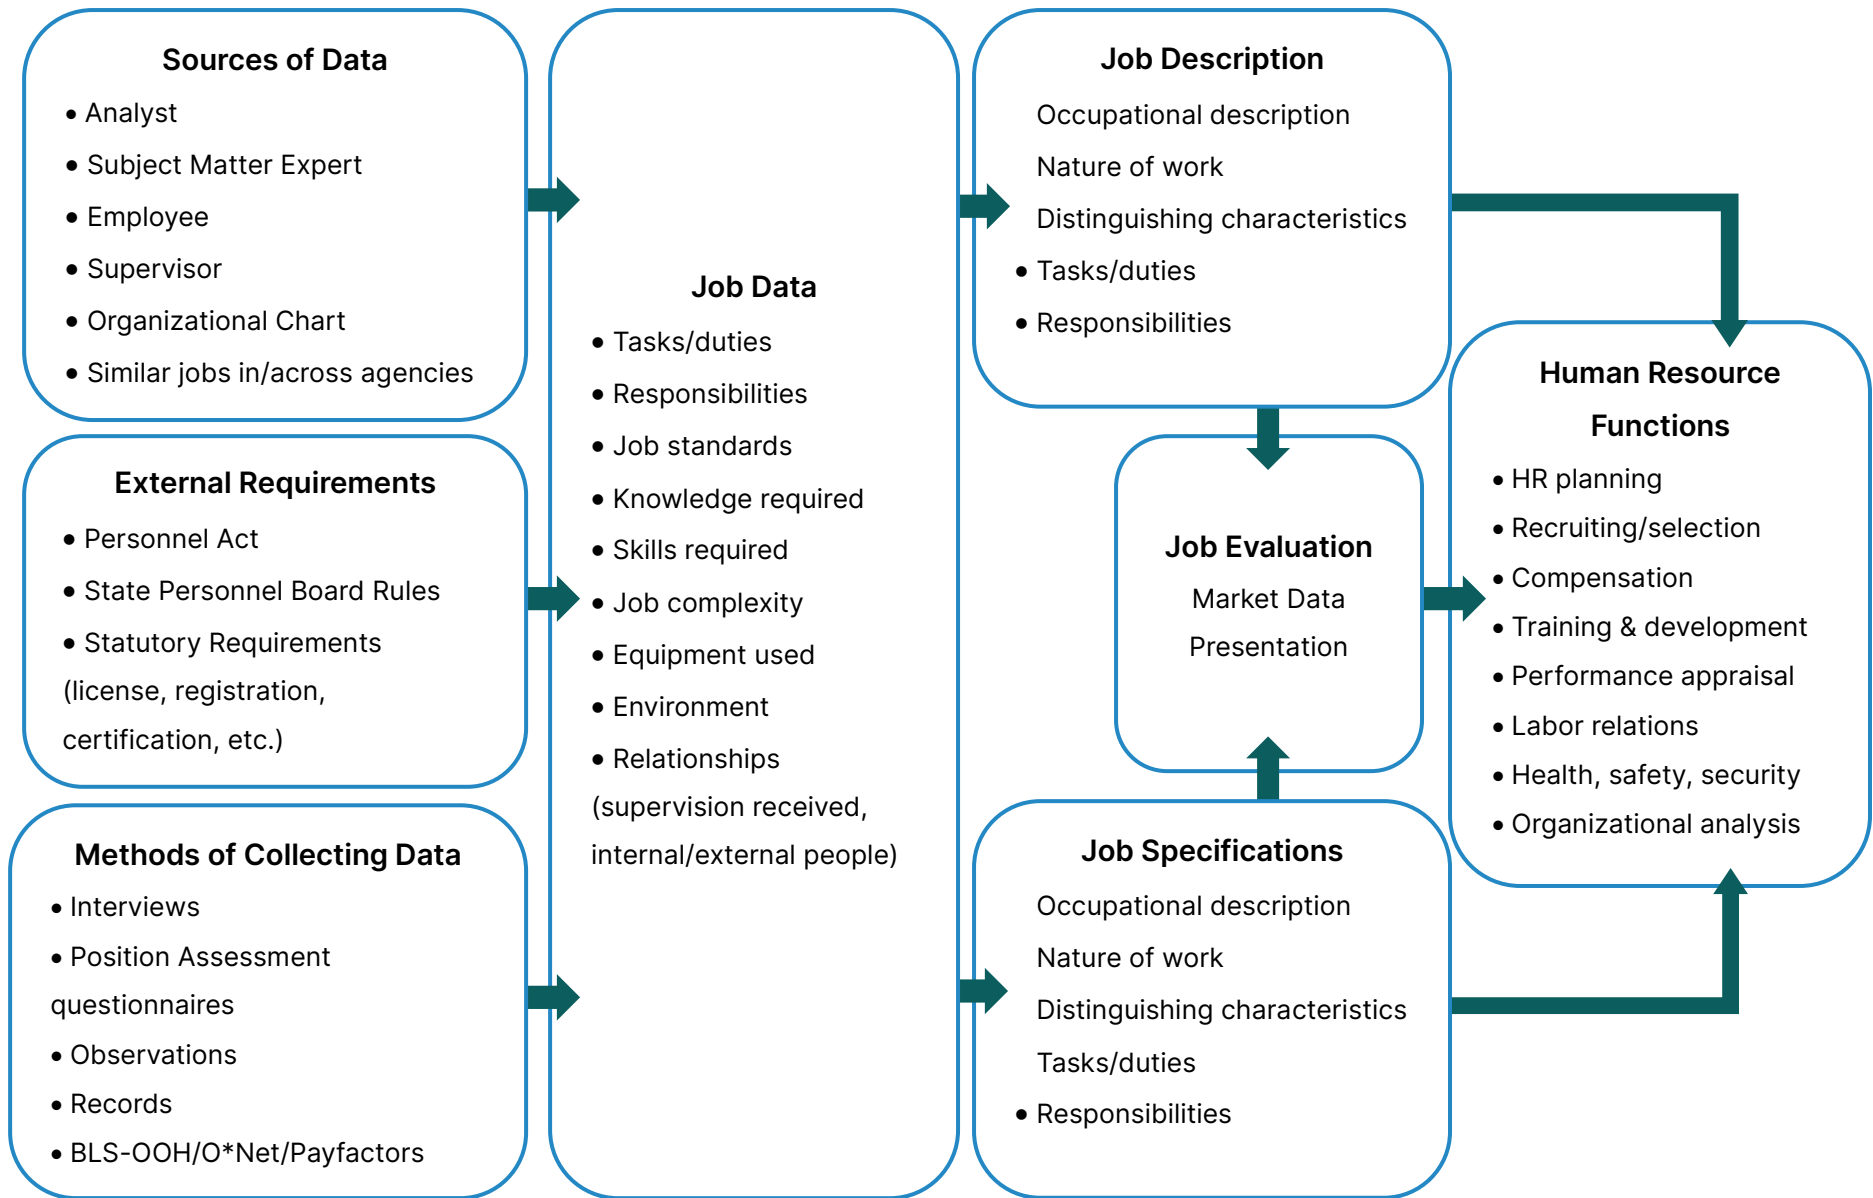 Sources of Data
• Analyst
• Subject Matter Expert
• Employee
• Supervisor
• Organizational Chart
• Similar jobs in/across agencies
External Requirements
• Personnel Act
• State Personnel Board Rules
• Statutory Requirements
(license, registration,
certification, etc.)
Methods of Collecting Data
• Interviews
• Position Assessment
questionnaires
• Observations
• Records
• BLS-OOH/O*Net/Payfactors
Job Data
• Tasks/duties
• Responsibilities
• Job standards
• Knowledge required
• Skills required
• Job complexity
• Equipment used
• Environment
• Relationships
(supervision received,
internal/external people)
Job Description
Occupational description
Nature of work
Distinguishing characteristics
• Tasks/duties
• Responsibilities
Job Evaluation
Market Data
Presentation
Job Specifications
Occupational description
Nature of work
Distinguishing characteristics
Tasks/duties
• Responsibilities
Human Resource
Functions
• HR planning
• Recruiting/selection
• Compensation
• Training & development
• Performance appraisal
• Labor relations
• Health, safety, security
• Organizational analysis